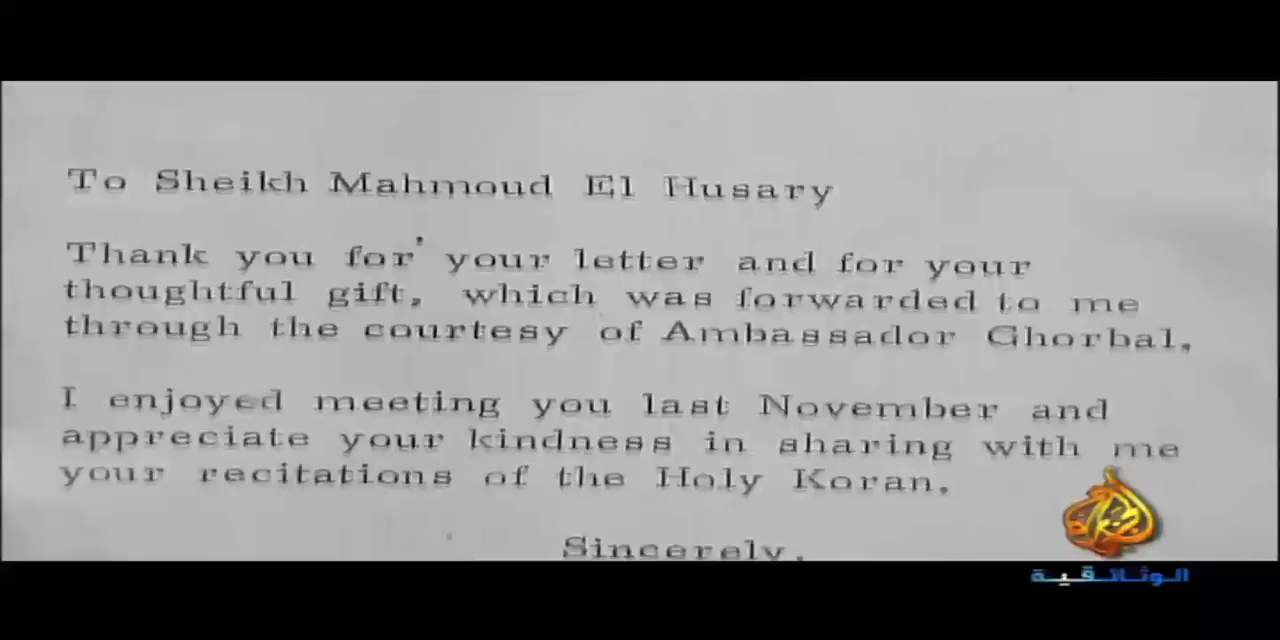 To Sheikh Mahmoud El Husary
Thank you for your letter and for your
thoughtful gift, which was forwarded to me
through the courtesy of Ambassador Ghorbal.
I enjoyed meeting you last November and
appreciate your kindness in sharing with me
your recitations of the Holy Koran.
Sincerely,
الجزيرة
الوثائقية